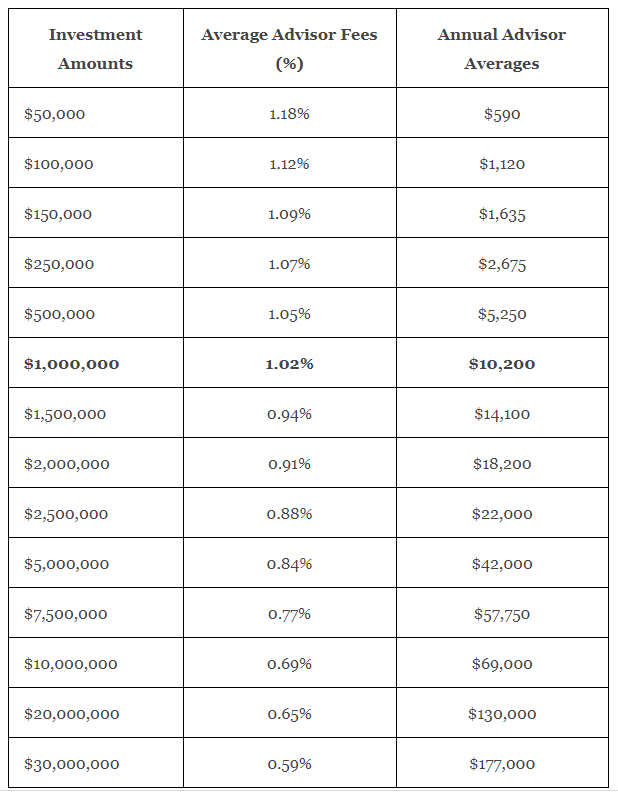 Investment Amounts Average Advisor Fees (%) Annual Advisor Averages
$50,000 1.18% $590
$100,000 1.12% $1,120
$150,000 1.09% $1,635
$250,000 1.07% $2,675
$500,000 1.05% $5,250
$1,000,000 1.02% $10,200
$1,500,000 0.94% $14,100
$2,000,000 0.91% $18,200
$2,500,000 0.88% $22,000
$5,000,000 0.84% $42,000
$7,500,000 0.77% $57,750
$10,000,000 0.69% $69,000
$20,000,000 0.65% $130,000
$30,000,000 0.59% $177,000